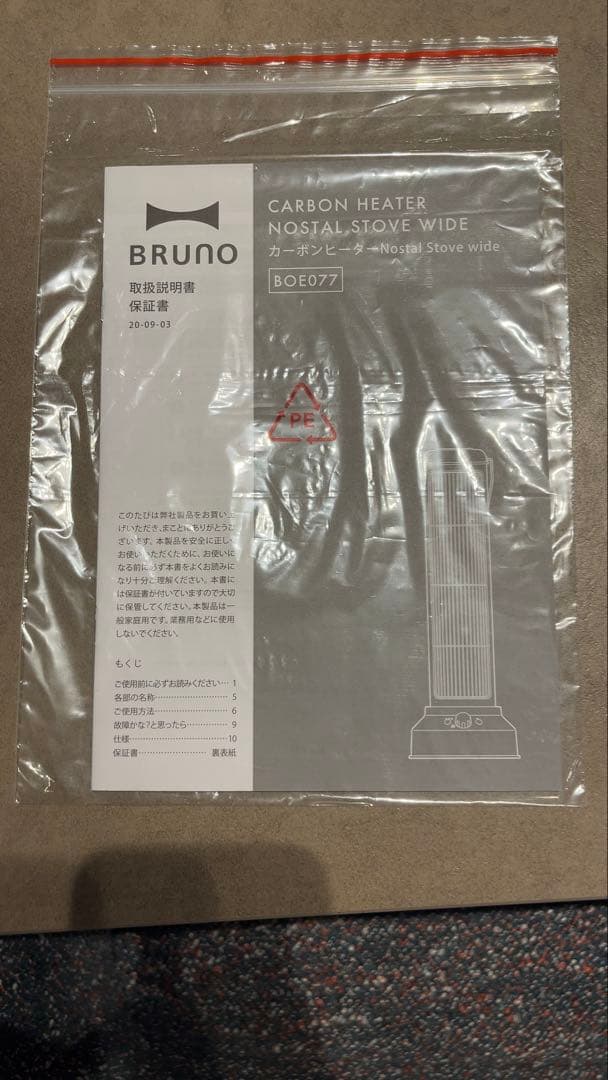 BRUNO
取扱説明書
保証書
20-09-03
CARBON HEATER
NOSTAL STOVE WIDE
カーボンヒーターNostal Stove wide
BOE077
PE
このたびは弊社製品をお買い上
げいただき、まことにありがとうご
ざいます。本製品を安全に正しく
お使いいただくために、お使いに
なる前に必ず本書をよくお読みに
なり十分ご理解ください。本書に
は保証書が付いていますので大切
に保管してください。本製品は一
般家庭用です。業務用などに使用
しないでください。
もくじ
ご使用前に必ずお読みください… 1
各部の名称………………………… 5
ご使用方法………………………… 6
故障かな?と思ったら…………… 9
仕様…………………………………10
保証書…………………… 裏表紙